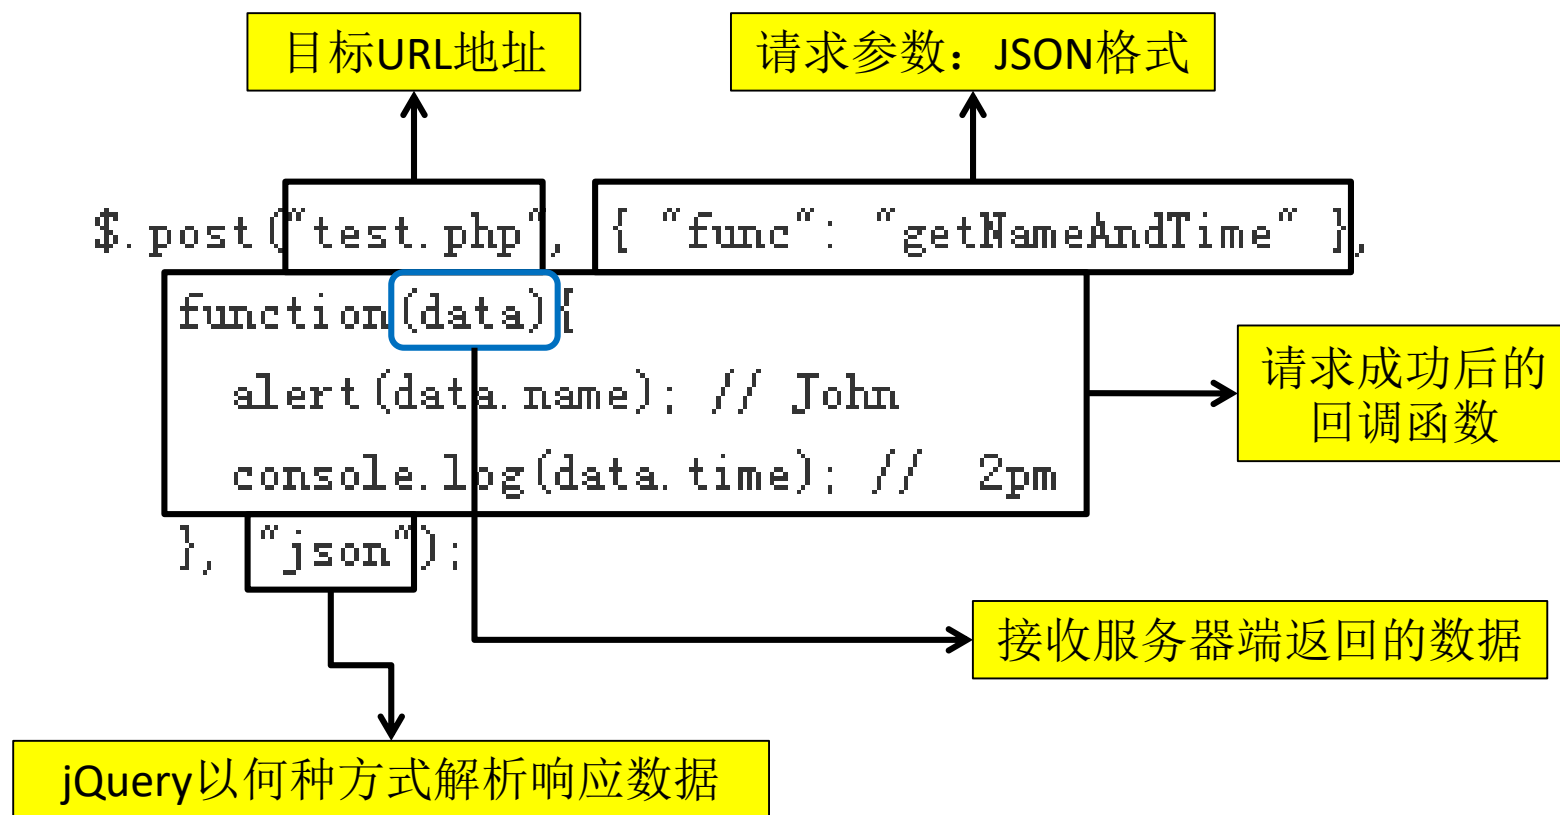 目标URL地址
请求参数：JSON格式
$.post("test.php", { "func": "getNameAndTime" },
function(data){
alert(data.name); // John
console.log(data.time); // 2pm
}, "json");
请求成功后的
回调函数
接收服务器端返回的数据
jQuery以何种方式解析响应数据